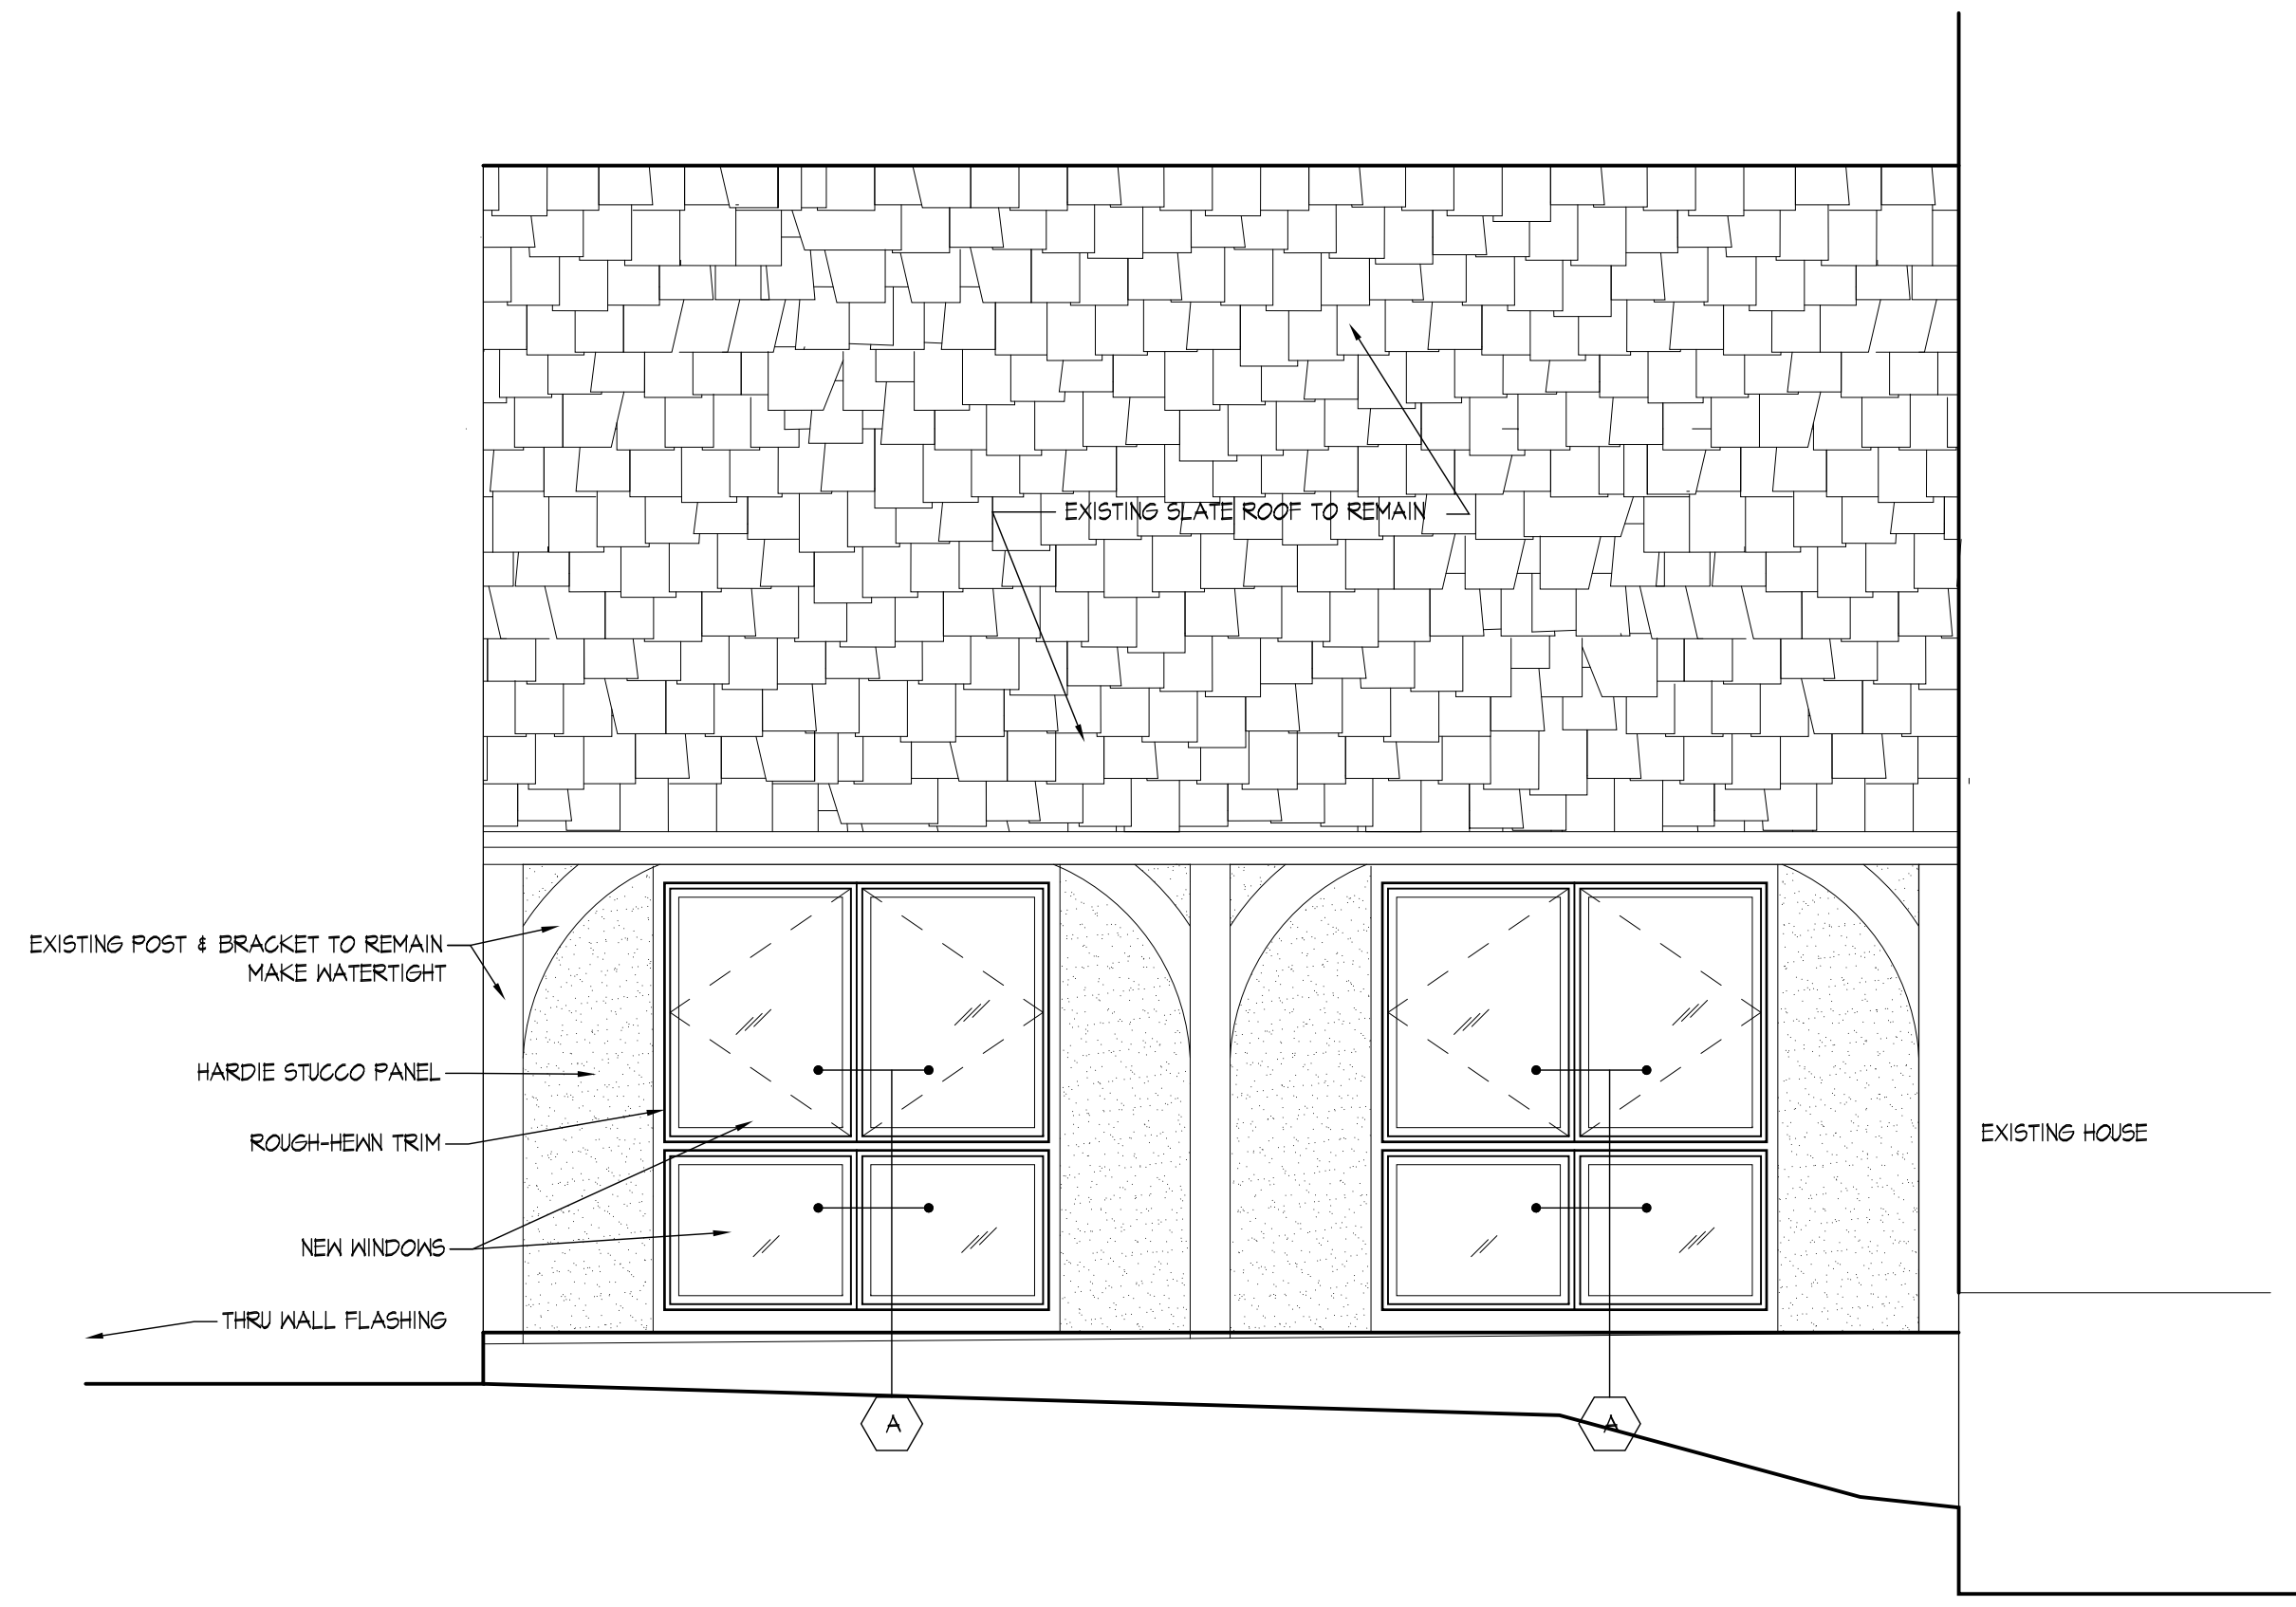 EXISTING SLATE ROOF TO REMAIN
EXISTING POST & BRACKET TO REMAIN
MAKE WATERTIGHT
HARDIE STUCCO PANEL
ROUGH-HEWN TRIM
EXISTING HOUSE
NEW WINDOWS
THRU WALL FLASHING
A
A